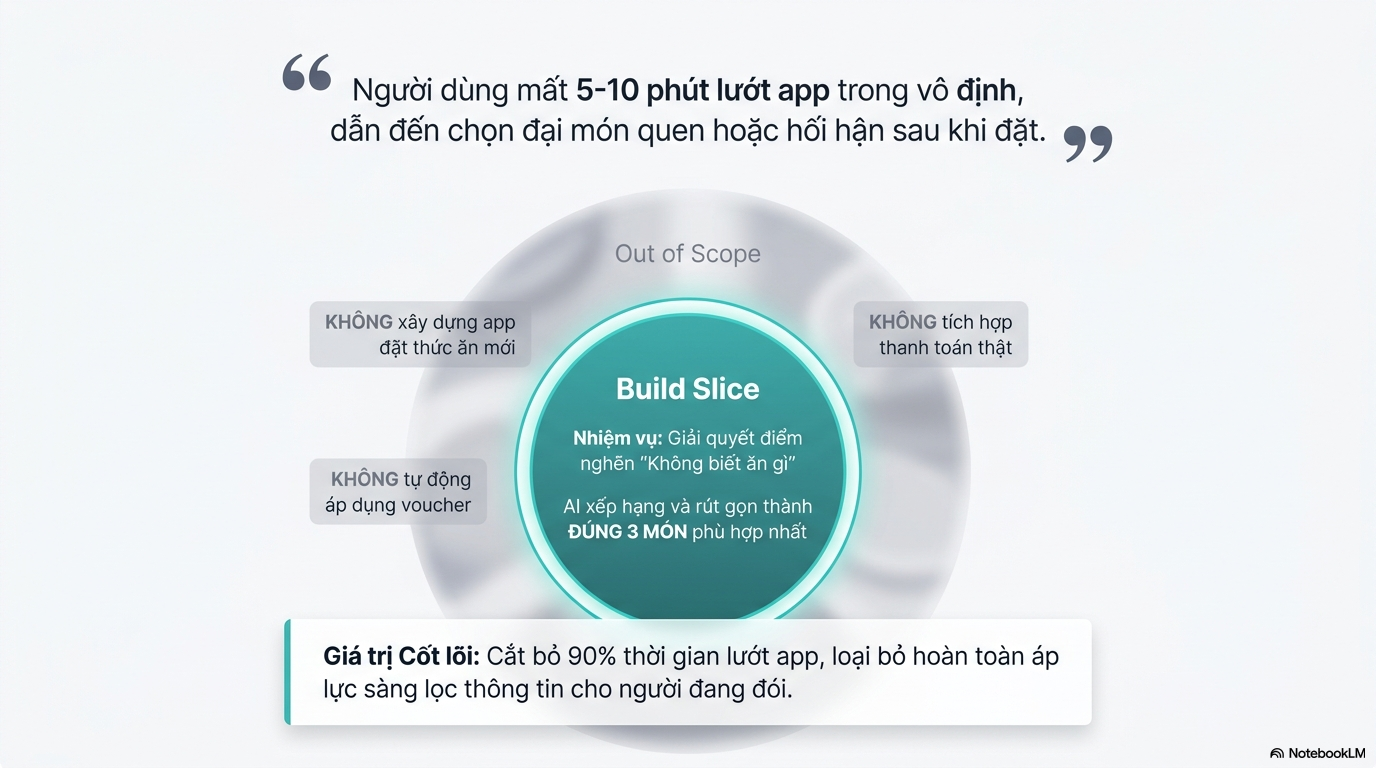 “ Người dùng mất 5-10 phút lướt app trong vô định,
dẫn đến chọn đại món quen hoặc hối hận sau khi đặt. ”
Out of Scope
KHÔNG xây dựng app
đặt thức ăn mới
KHÔNG tích hợp
thanh toán thật
Build Slice
Nhiệm vụ: Giải quyết điểm
nghẽn "Không biết ăn gì"
AI xếp hạng và rút gọn thành
ĐÚNG 3 MÓN phù hợp nhất
KHÔNG tự động
áp dụng voucher
Giá trị Cốt lõi: Cắt bỏ 90% thời gian lướt app, loại bỏ hoàn toàn áp
lực sàng lọc thông tin cho người đang đói.
NotebookLM